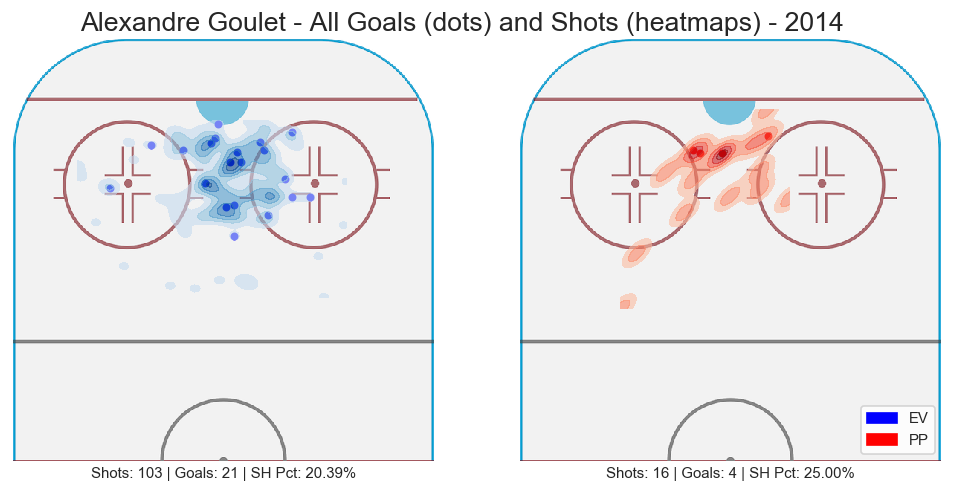 Alexandre Goulet - All Goals (dots) and Shots (heatmaps) - 2014
EV
PP
Shots: 103 | Goals: 21 | SH Pct: 20.39%
Shots: 16 | Goals: 4 | SH Pct: 25.00%